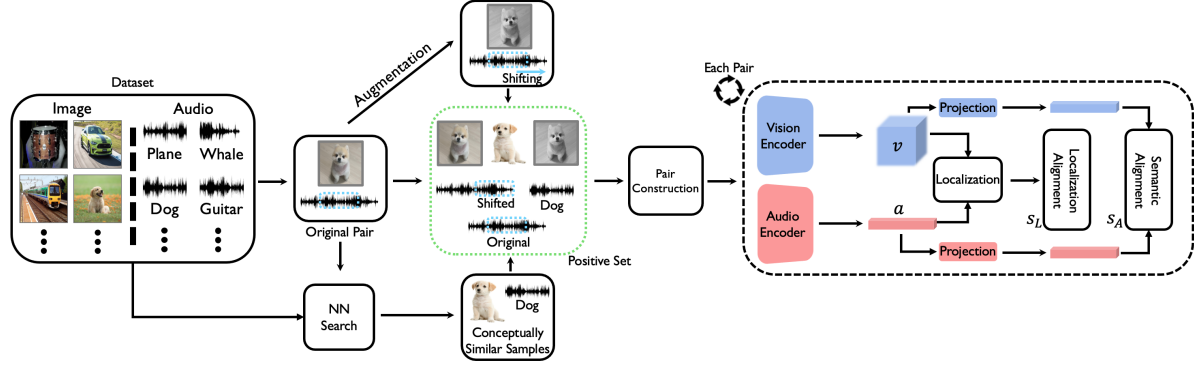 Dataset
Image
Audio
Plane
Whale
Dog
Guitar
Original Pair
Augmentation
Shifting
NN
Search
Shifted
Dog
Original
Positive Set
Dog
Conceptually
Similar Samples
Pair
Construction
Each Pair
Vision
Encoder
Audio
Encoder
v
a
Projection
Localization
Projection
Localization
Alignment
s_L
Semantic
Alignment
s_A